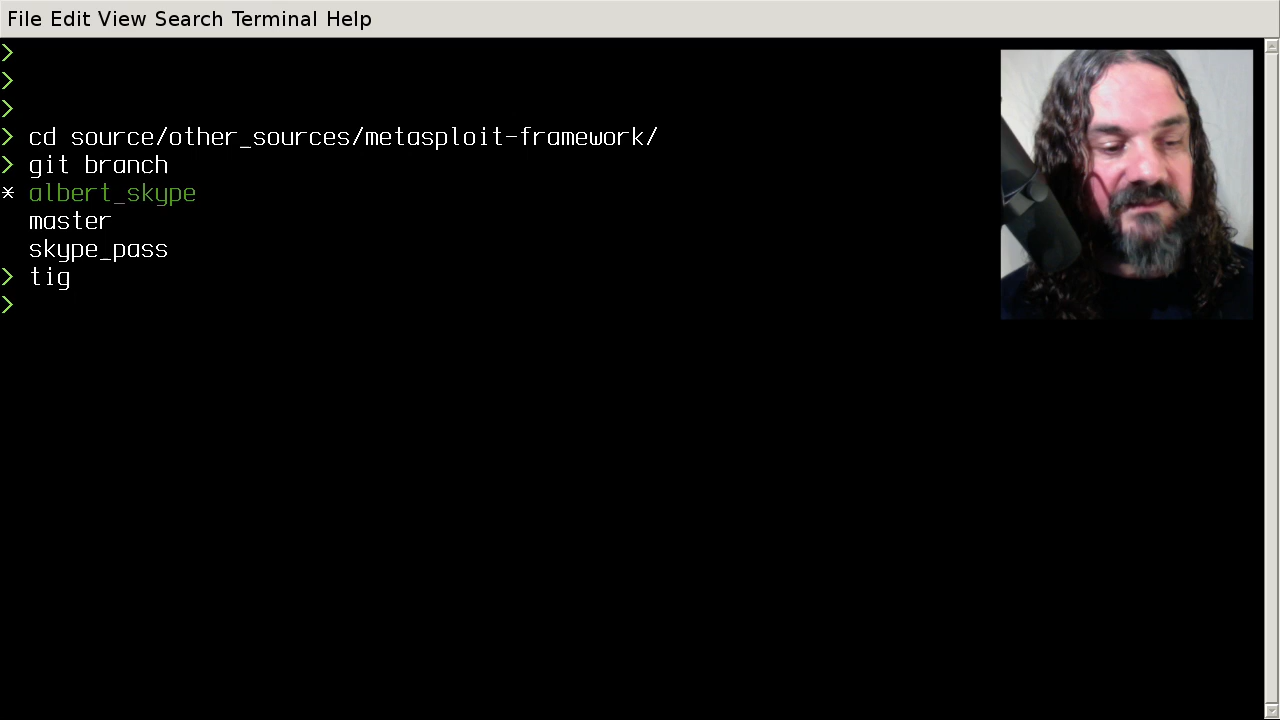 File Edit View Search Terminal Help
>
>
>
> cd source/other_sources/metasploit-framework/
> git branch
* albert_skype
master
skype_pass
> tig
>